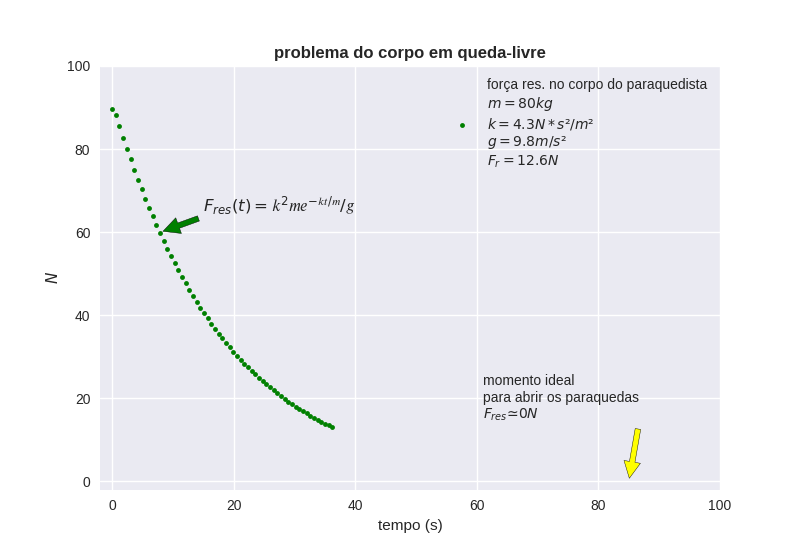 problema do corpo em queda-livre
100
80
60
40
20
0
N
força res. no corpo do paraquedista
m = 80kg
k = 4.3N * s²/m²
g = 9.8m/s²
Fᵣ = 12.6N
F_res(t) = k²me^(−kt/m)/g
momento ideal
para abrir os paraquedas
F_res ≃ 0N
0 20 40 60 80 100
tempo (s)